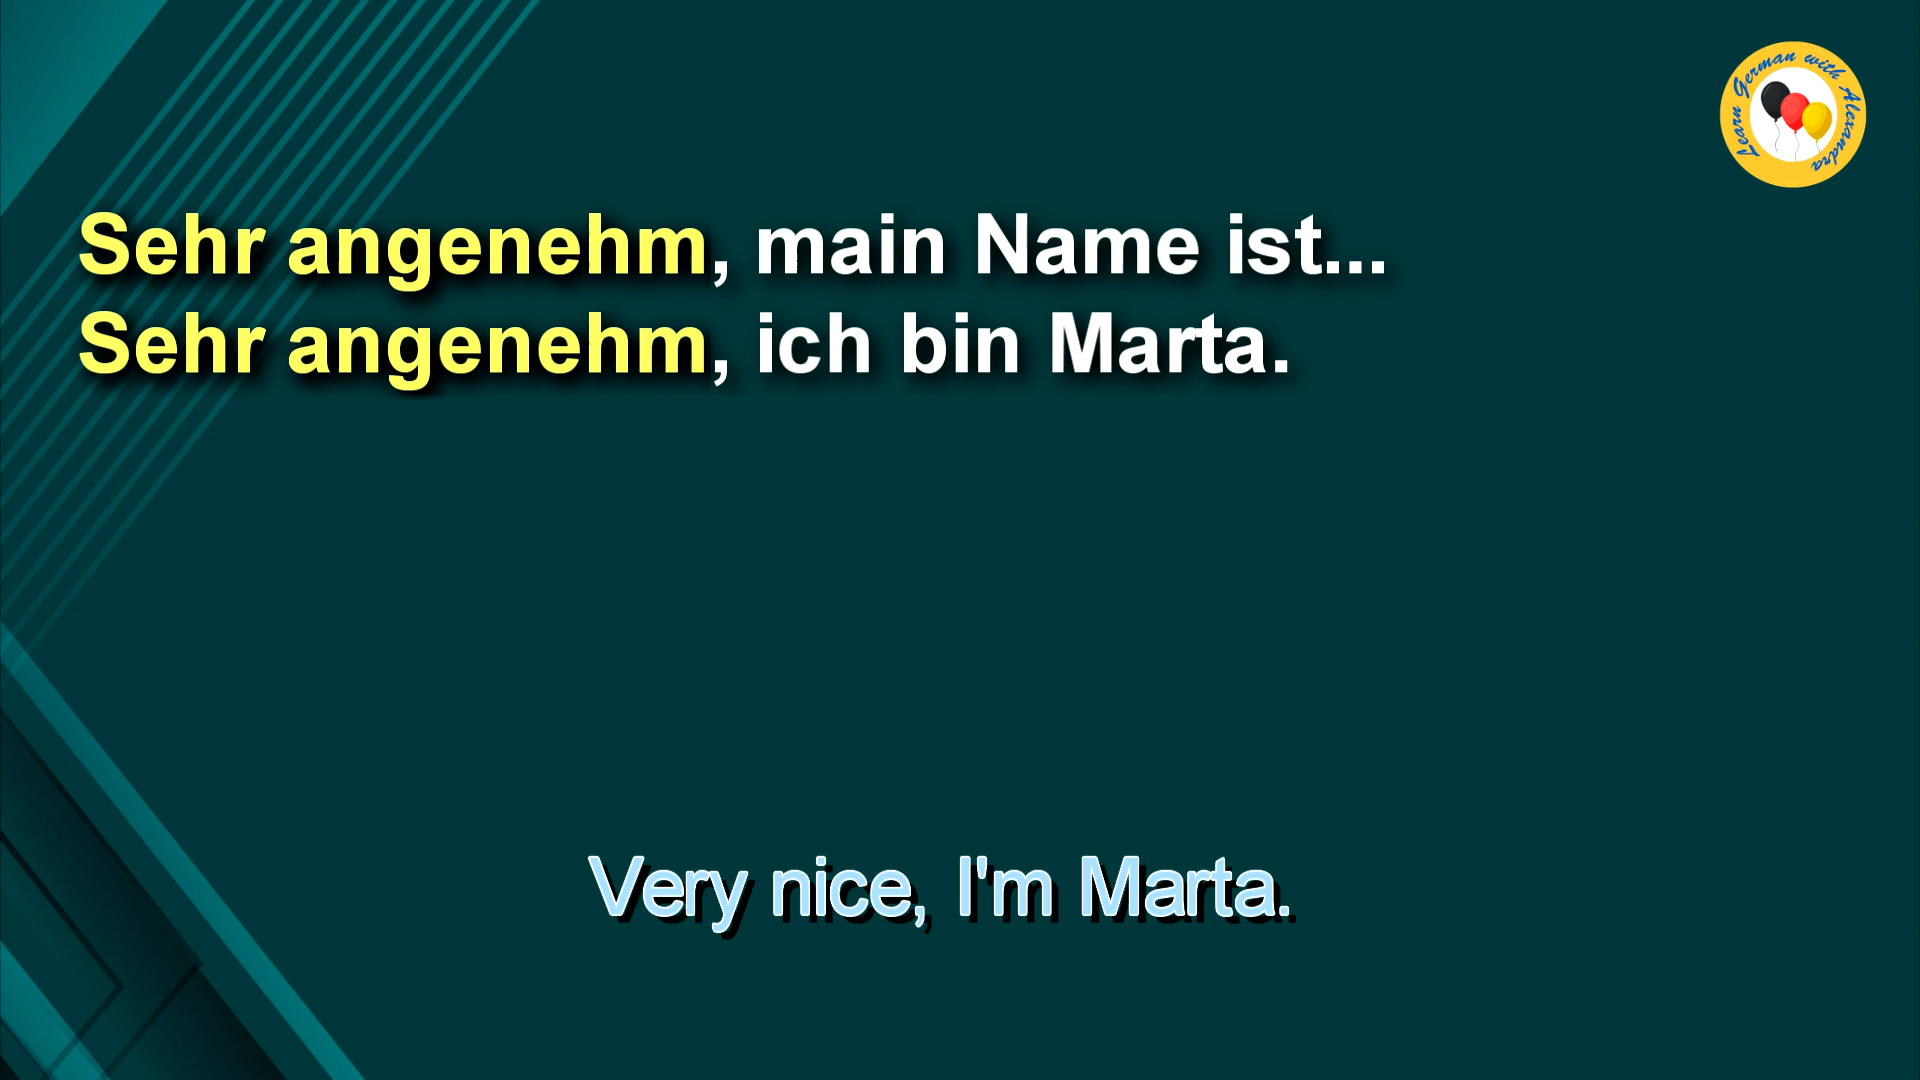 Learn German with Alexandra
Sehr angenehm, main Name ist...
Sehr angenehm, ich bin Marta.
Very nice, I'm Marta.